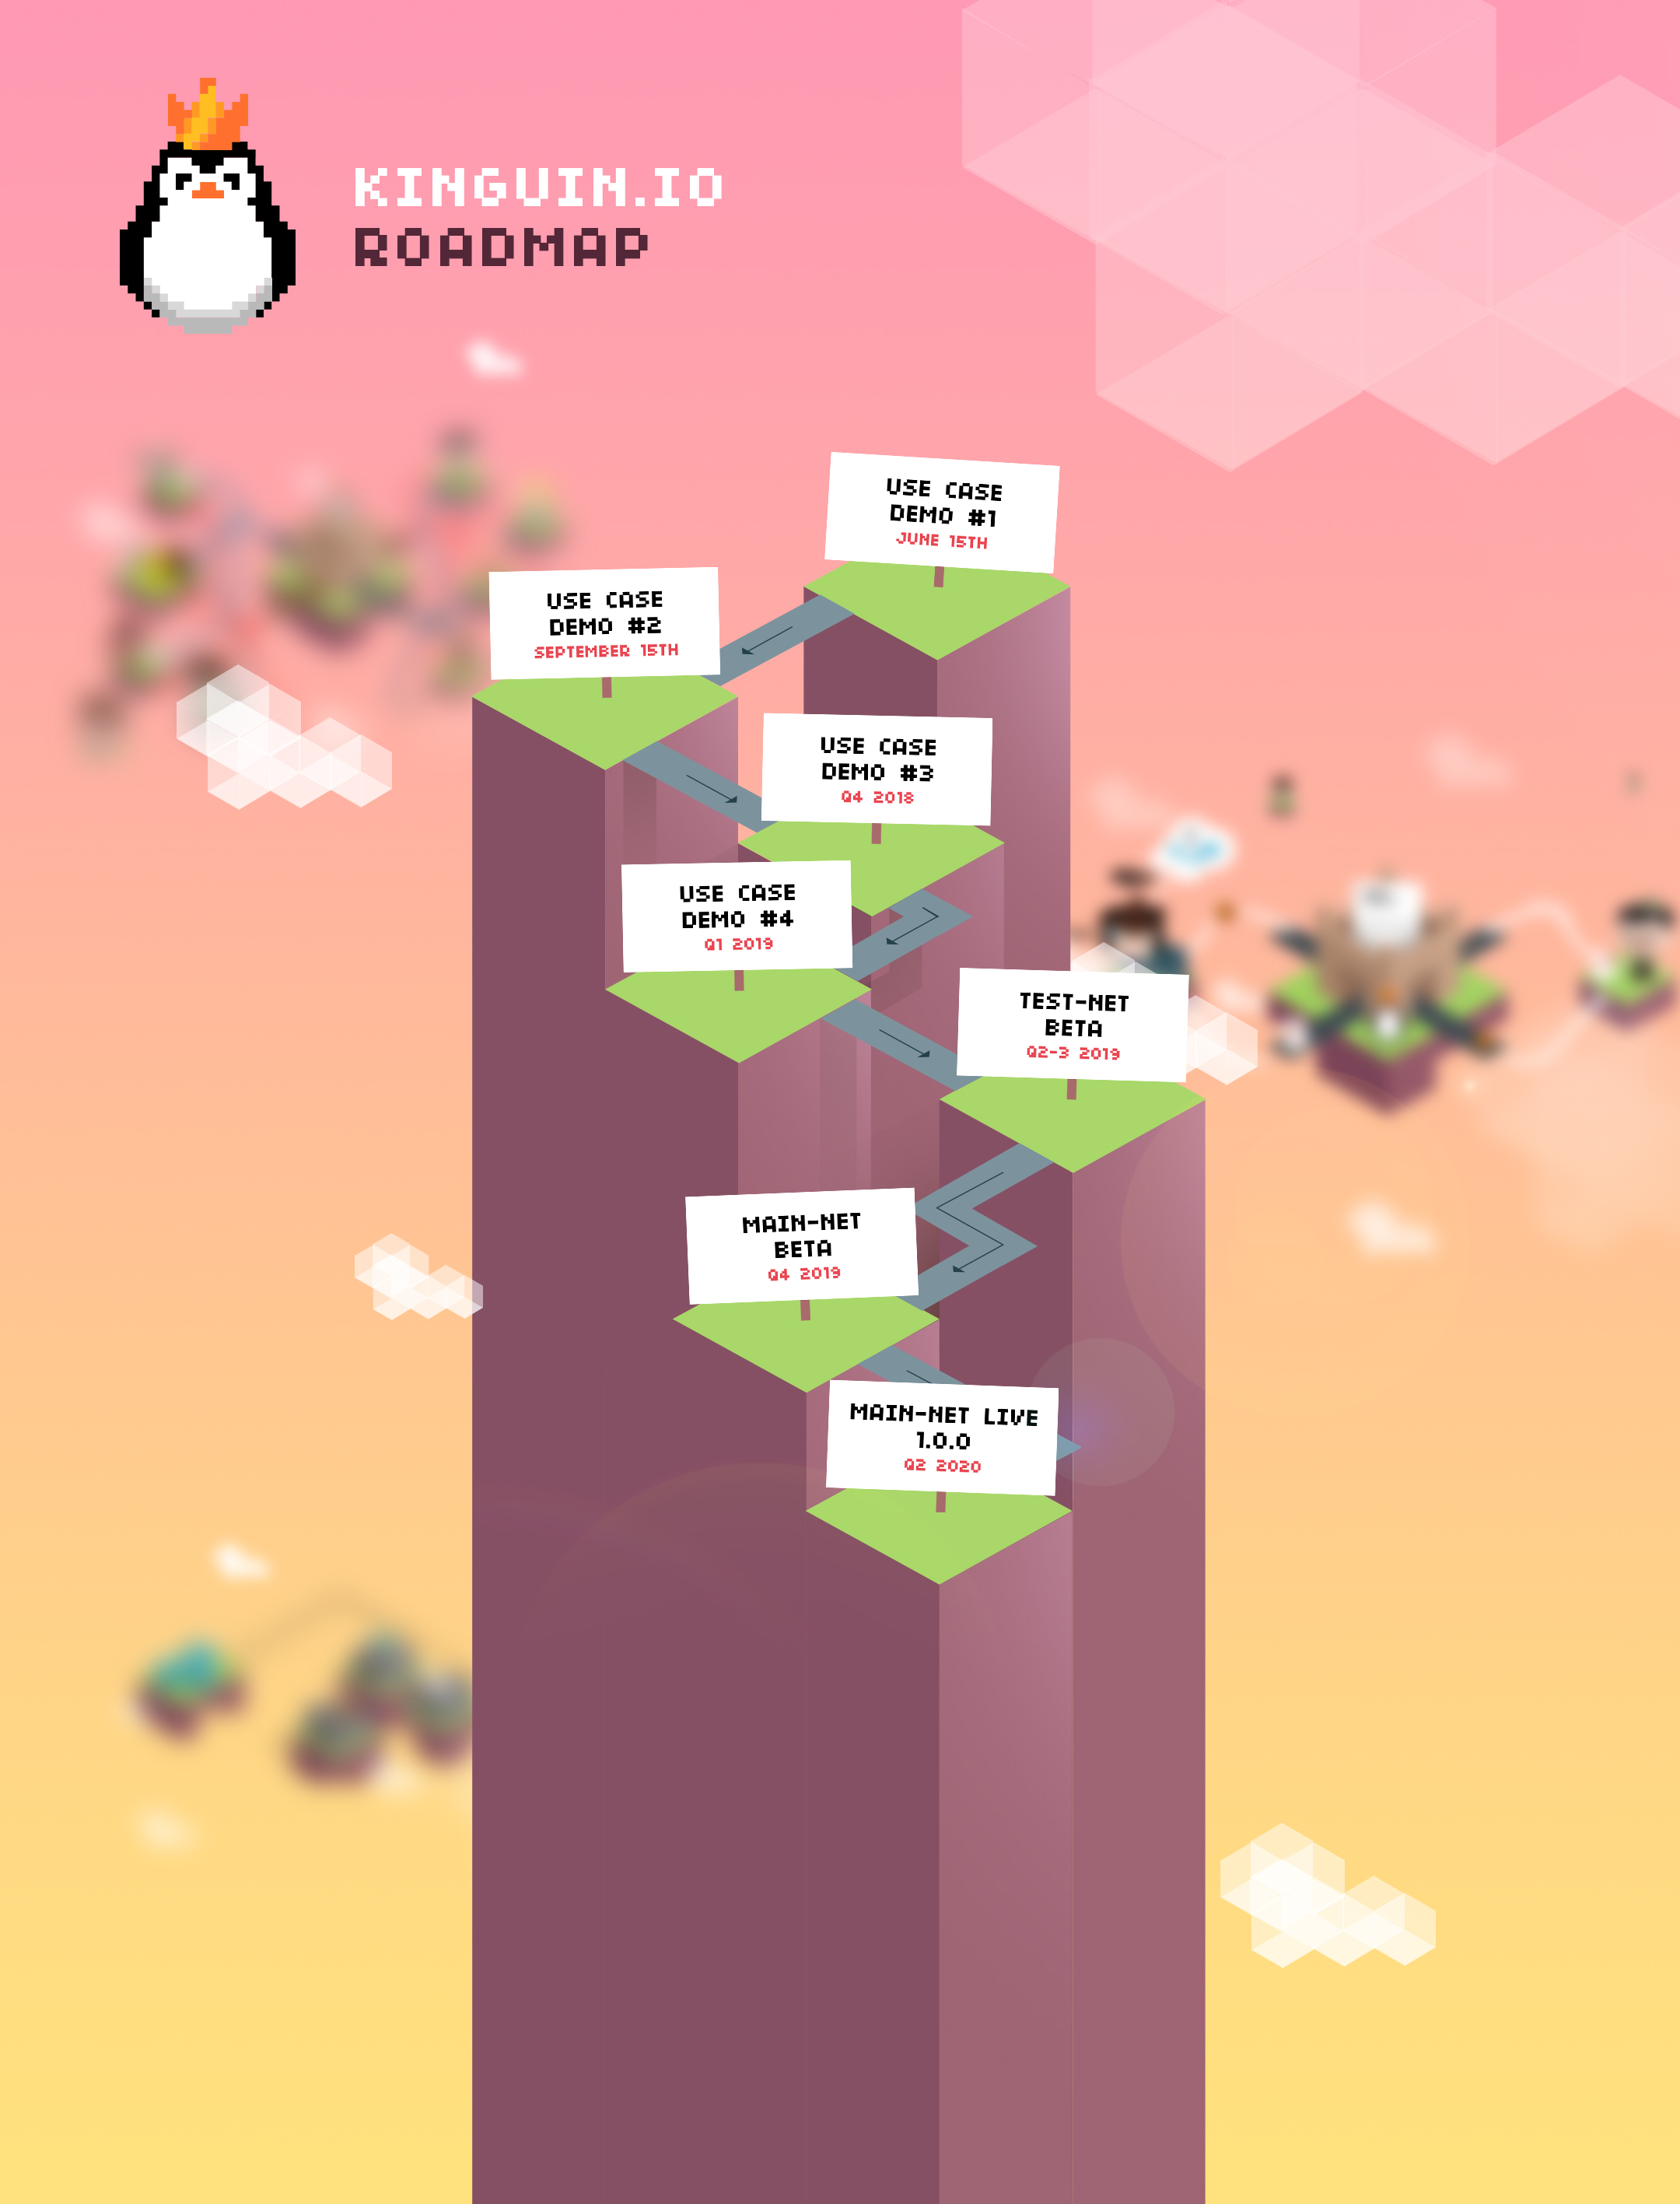 KINGUIN.IO
ROADMAP
USE CASE
DEMO #1
JUNE 15TH
USE CASE
DEMO #2
SEPTEMBER 15TH
USE CASE
DEMO #3
Q4 2018
USE CASE
DEMO #4
Q1 2019
TEST-NET
BETA
Q2-3 2019
MAIN-NET
BETA
Q4 2019
MAIN-NET LIVE
1.0.0
Q2 2020